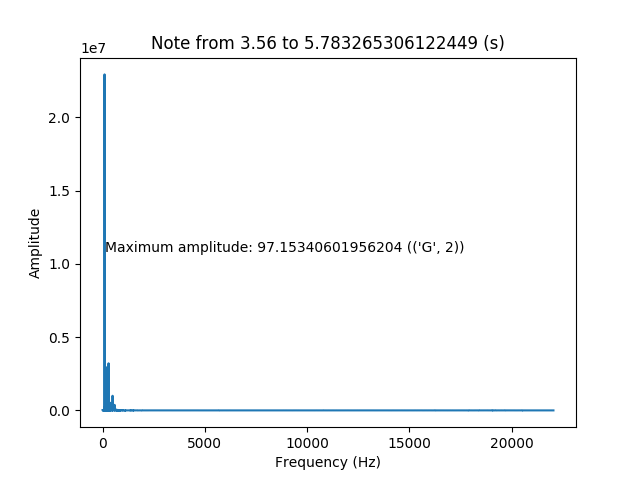 Note from 3.56 to 5.783265306122449 (s)
1e7
2.0
1.5
Maximum amplitude: 97.15340601956204 (('G', 2))
1.0
0.5
0.0
Amplitude
0 5000 10000 15000 20000
Frequency (Hz)